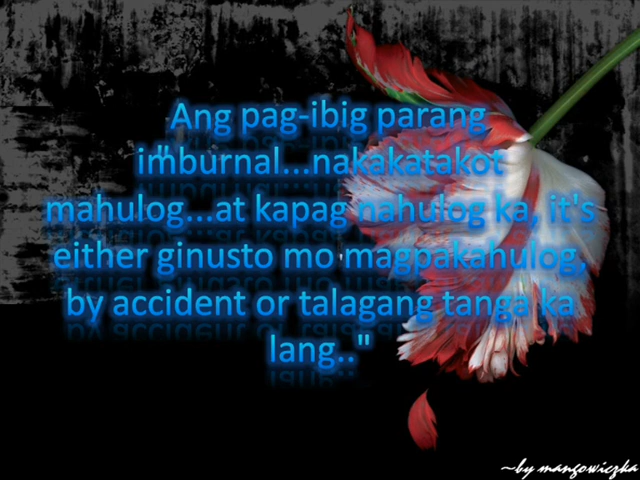 Ang pag-ibig parang
"imburnal...nakakatakot
mahulog...at kapag nahulog ka, it's
either ginusto mo magpakahulog,
by accident or talagang tanga ka
lang.."
~by mangowiezka